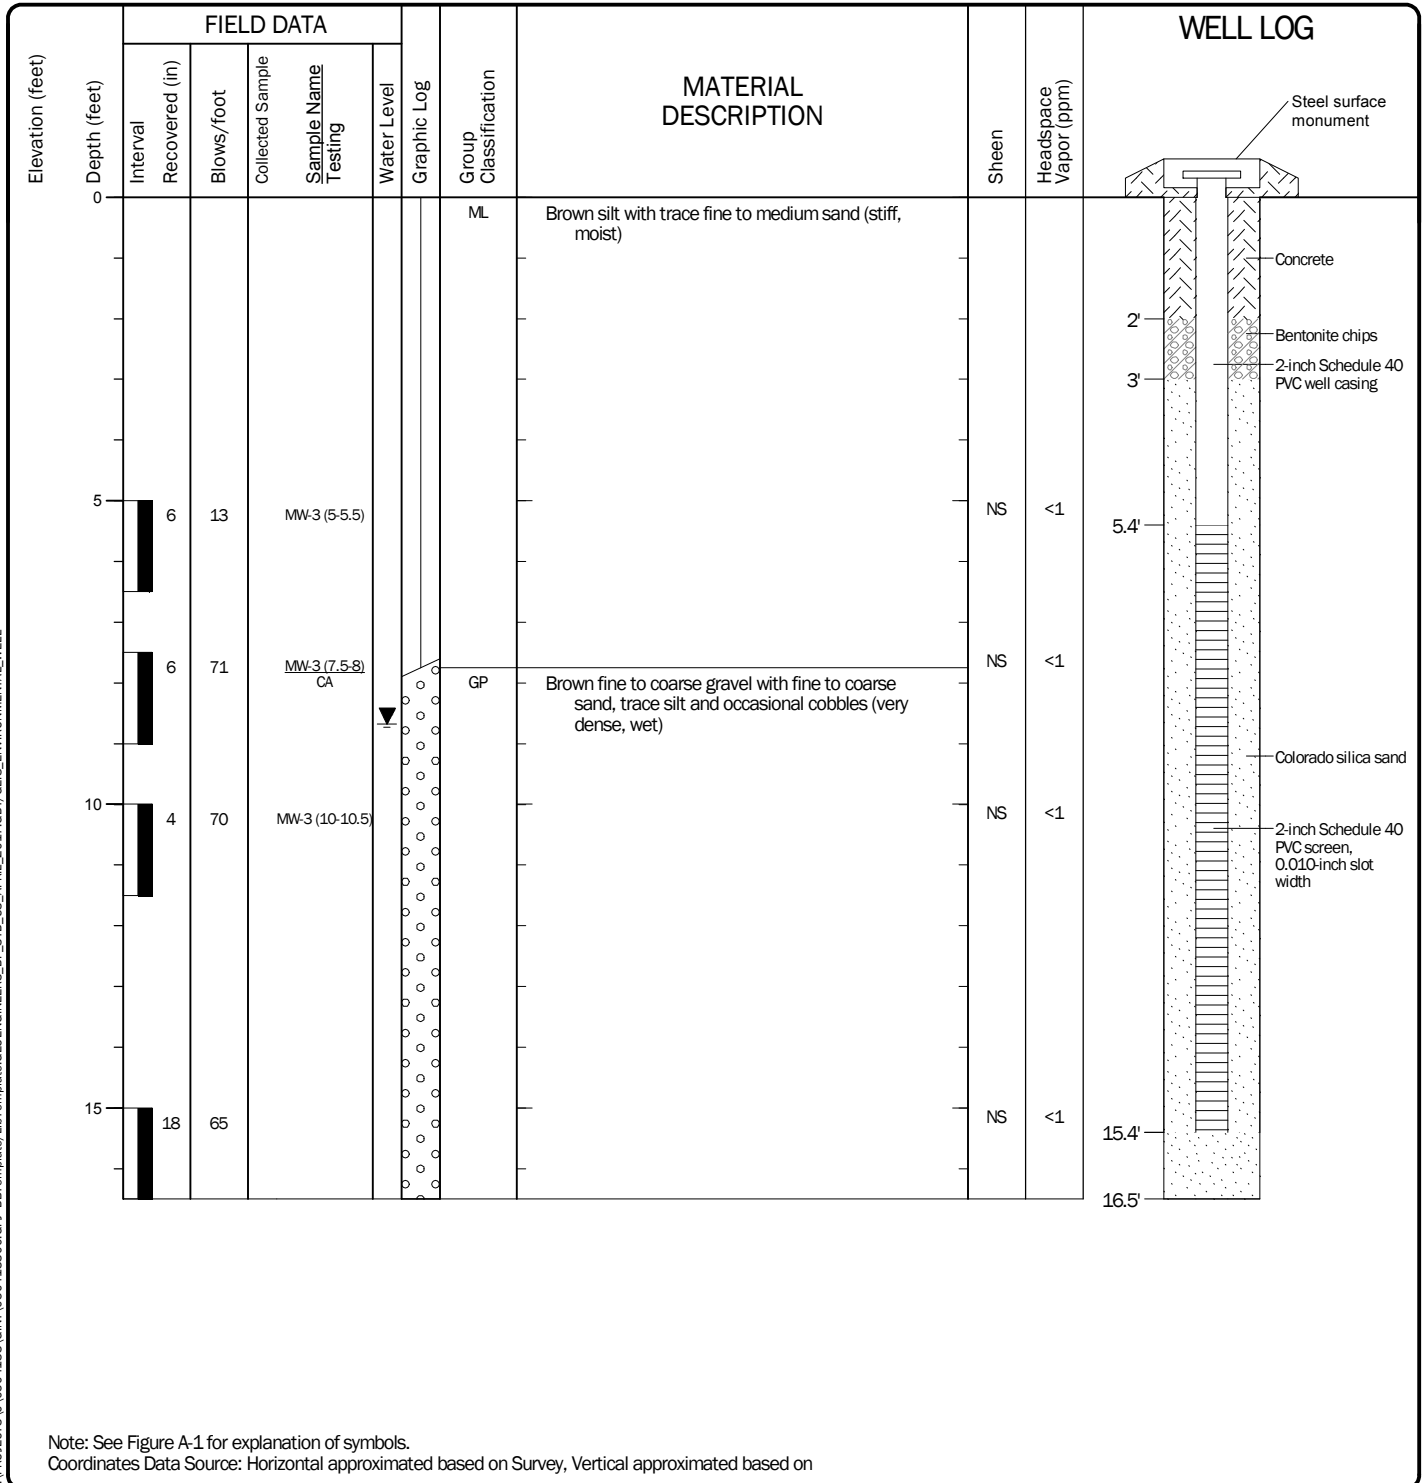 FIELD DATA
WELL LOG
Elevation (feet)
Depth (feet)
Interval
Recovered (in)
Blows/foot
Collected Sample
Sample Name
Testing
Water Level
Graphic Log
Group
Classification
MATERIAL
DESCRIPTION
Sheen
Headspace
Vapor (ppm)
Steel surface
monument
0
ML
Brown silt with trace fine to medium sand (stiff,
moist)
Concrete
2'
Bentonite chips
2-inch Schedule 40
PVC well casing
3'
5
6
13
MW-3 (5-5.5)
NS
<1
5.4'
6
71
MW-3 (7.5-8)
CA
NS
<1
GP
Brown fine to coarse gravel with fine to coarse
sand, trace silt and occasional cobbles (very
dense, wet)
Colorado silica sand
10
4
70
MW-3 (10-10.5)
NS
<1
2-inch Schedule 40
PVC screen,
0.010-inch slot
width
15
18
65
NS
<1
15.4'
16.5'
Note: See Figure A-1 for explanation of symbols.
Coordinates Data Source: Horizontal approximated based on Survey, Vertical approximated based on